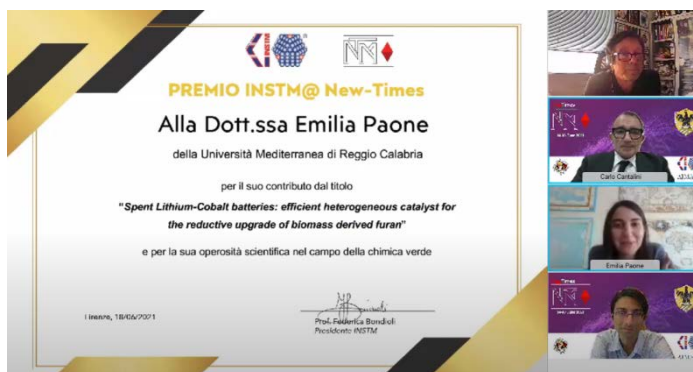 INSTM
PREMIO INSTM@ New-Times
Alla Dott.ssa Emilia Paone
della Università Mediterranea di Reggio Calabria
per il suo contributo dal titolo
"Spent Lithium-Cobalt batteries: efficient heterogeneous catalyst for
the reductive upgrade of biomass derived furan"
e per la sua operosità scientifica nel campo della chimica verde
Firenze, 18/06/2021
Prof. Federica Bondioli
Presidente INSTM
Times
Carlo Cantalini
Emilia Paone
Times